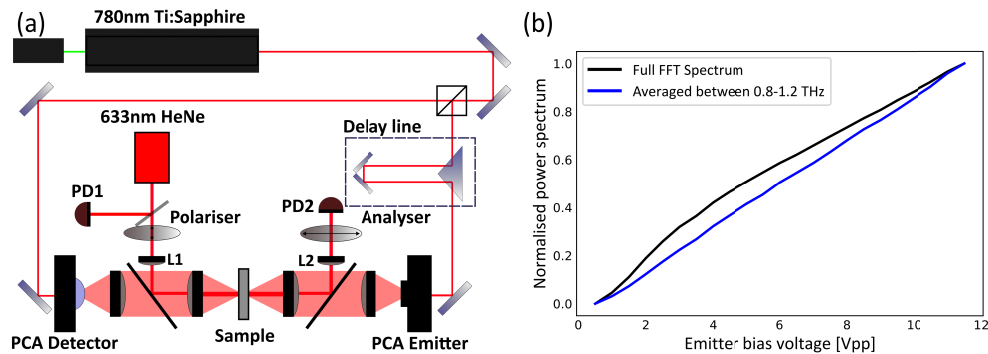 (a)
780nm Ti:Sapphire
633nm HeNe
Delay line
PD1
Polariser
PD2
Analyser
L1
L2
Sample
PCA Detector
PCA Emitter
(b)
Normalised power spectrum
1.0
0.8
0.6
0.4
0.2
0.0
Full FFT Spectrum
Averaged between 0.8-1.2 THz
0 2 4 6 8 10 12
Emitter bias voltage [Vpp]